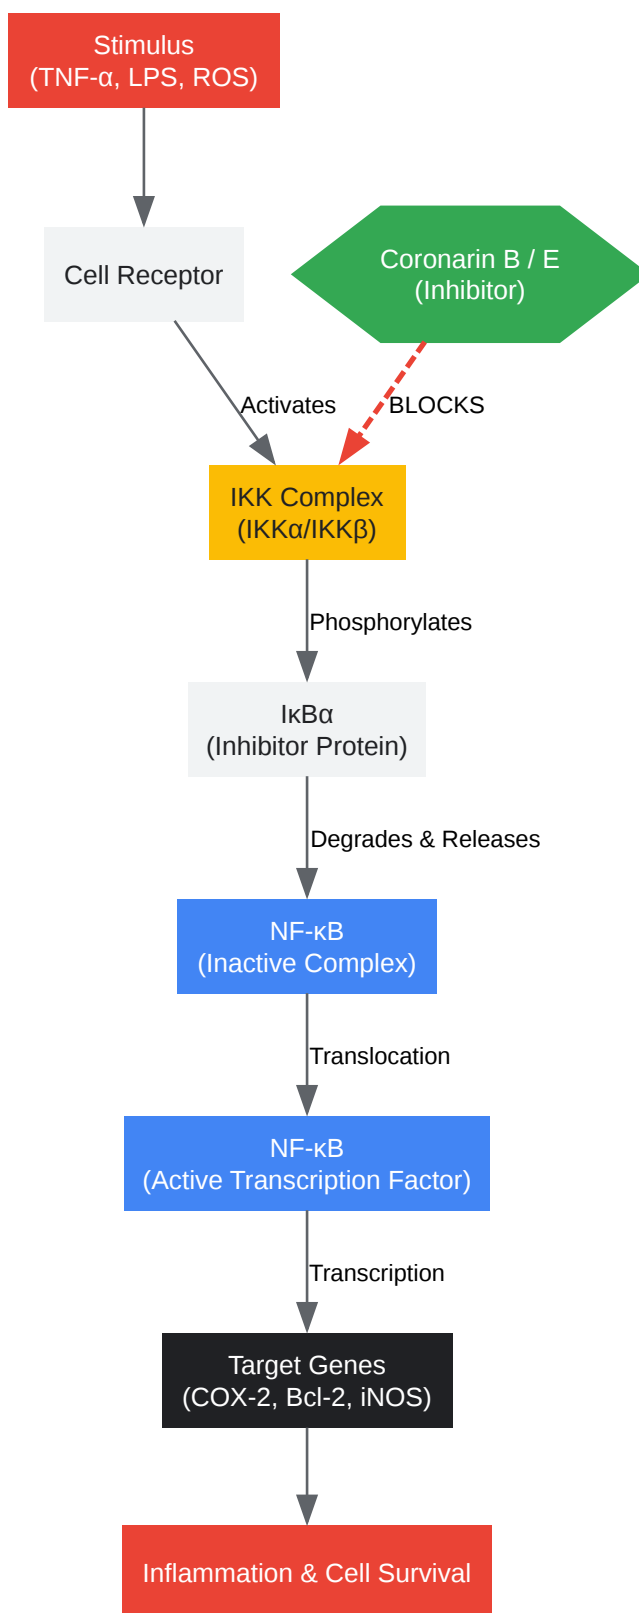 Stimulus
(TNF-α, LPS, ROS)
Cell Receptor
Coronarin B / E
(Inhibitor)
Activates
BLOCKS
IKK Complex
(IKKα/IKKβ)
Phosphorylates
IκBα
(Inhibitor Protein)
Degrades & Releases
NF-κB
(Inactive Complex)
Translocation
NF-κB
(Active Transcription Factor)
Transcription
Target Genes
(COX-2, Bcl-2, iNOS)
Inflammation & Cell Survival